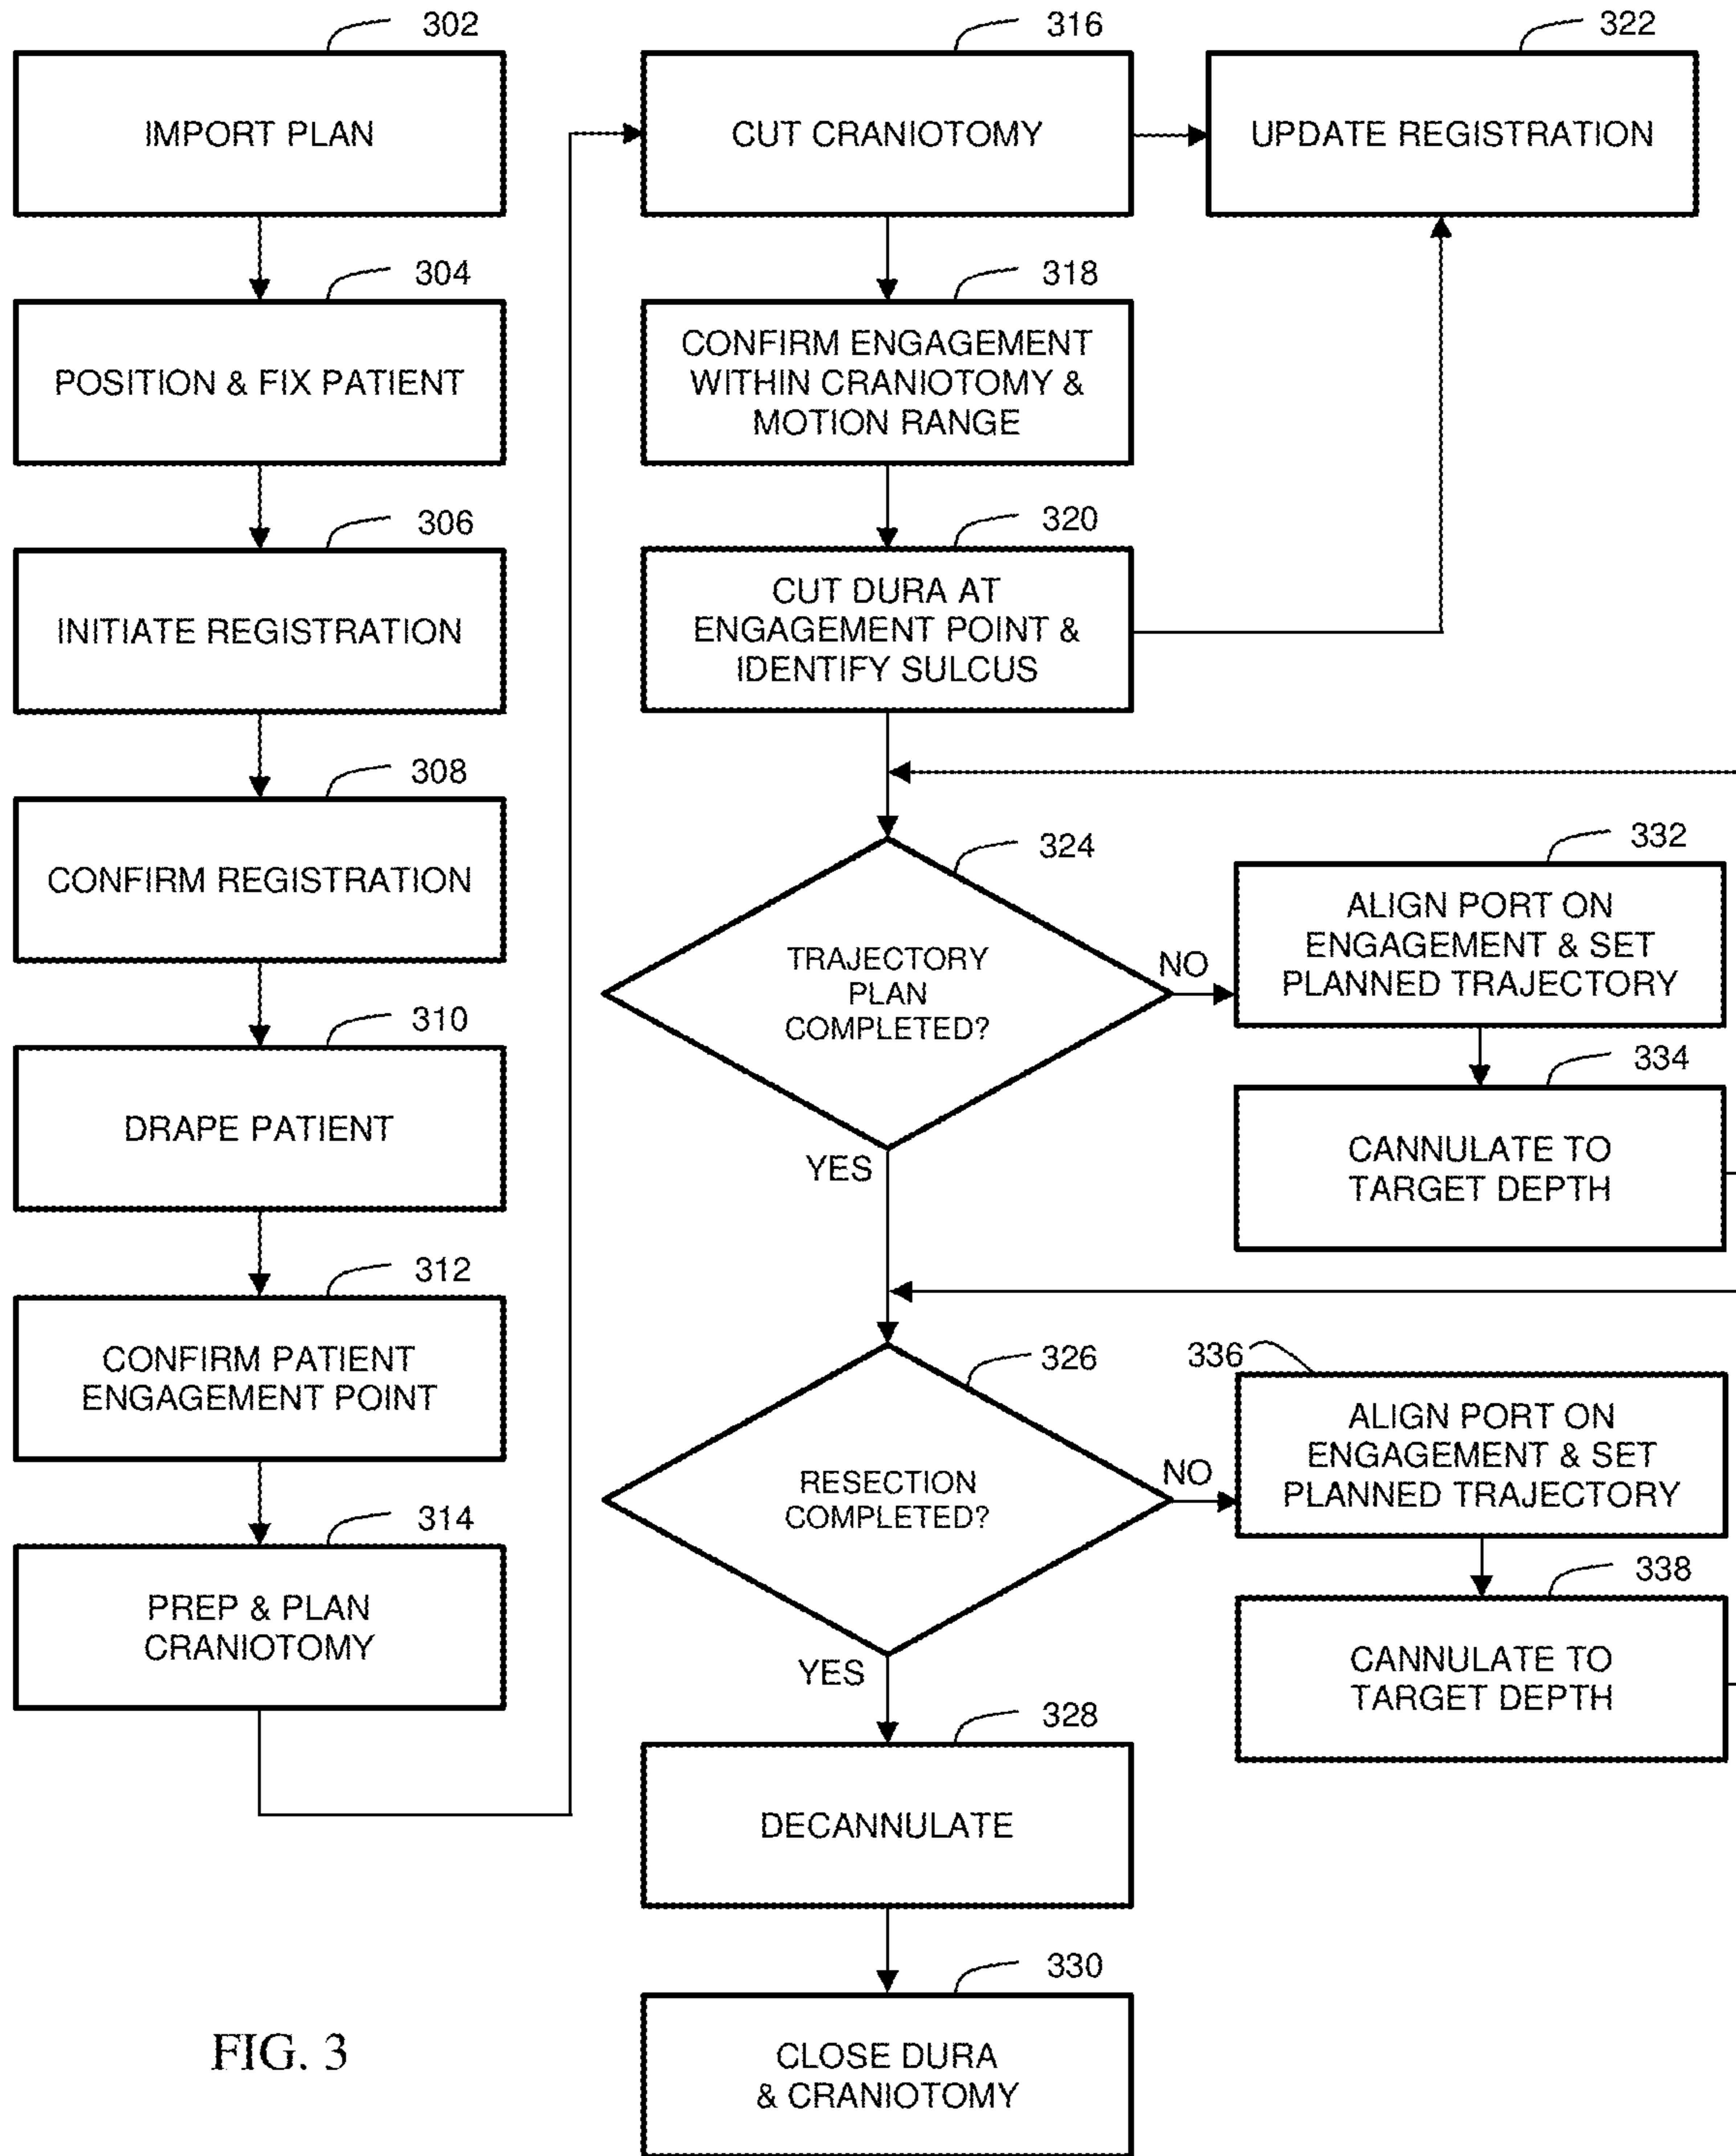 302
IMPORT PLAN
304
POSITION & FIX PATIENT
306
INITIATE REGISTRATION
308
CONFIRM REGISTRATION
310
DRAPE PATIENT
312
CONFIRM PATIENT
ENGAGEMENT POINT
314
PREP & PLAN
CRANIOTOMY
316
CUT CRANIOTOMY
322
UPDATE REGISTRATION
318
CONFIRM ENGAGEMENT
WITHIN CRANIOTOMY &
MOTION RANGE
320
CUT DURA AT
ENGAGEMENT POINT &
IDENTIFY SULCUS
324
TRAJECTORY
PLAN
COMPLETED?
NO
YES
332
ALIGN PORT ON
ENGAGEMENT & SET
PLANNED TRAJECTORY
334
CANNULATE TO
TARGET DEPTH
326
RESECTION
COMPLETED?
NO
YES
336
ALIGN PORT ON
ENGAGEMENT & SET
PLANNED TRAJECTORY
338
CANNULATE TO
TARGET DEPTH
328
DECANNULATE
330
CLOSE DURA
& CRANIOTOMY
FIG. 3